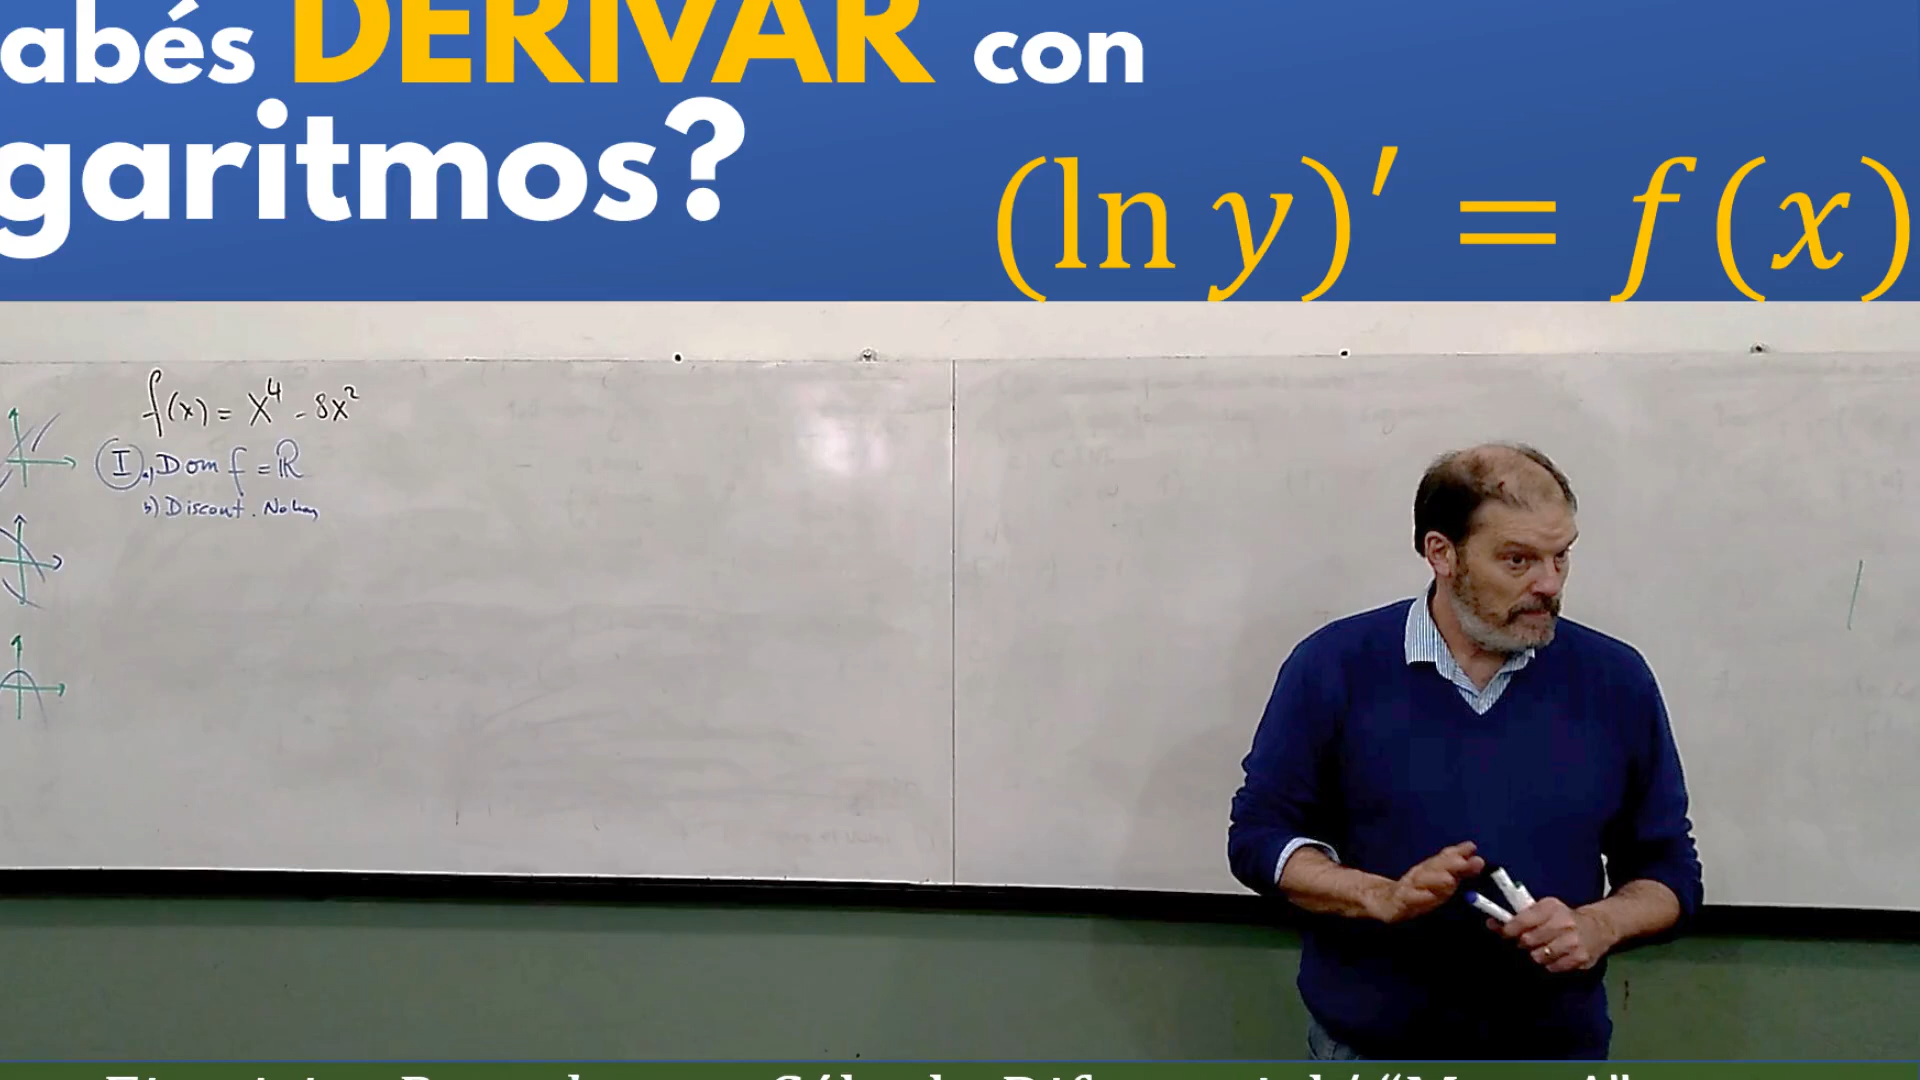 abés DERIVAR con
garitmos?
(ln y)′ = f(x)
f(x) = x⁴ - 8x²
I a) Dom f = ℝ
b) Discont. No hay